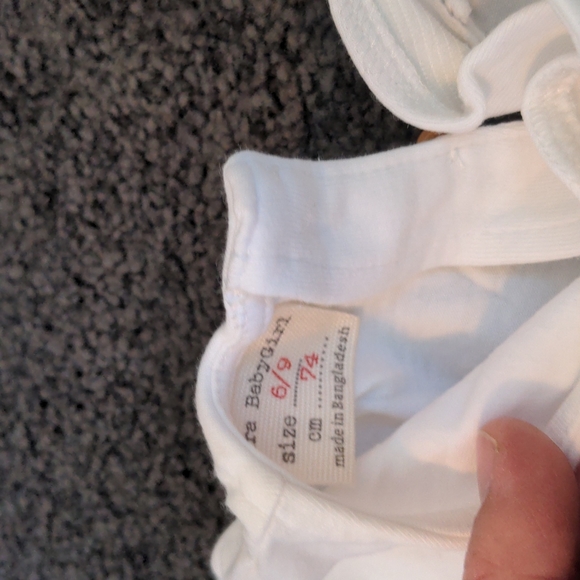 ra BabyGirl
size 6/9
cm 74
made in Bangladesh